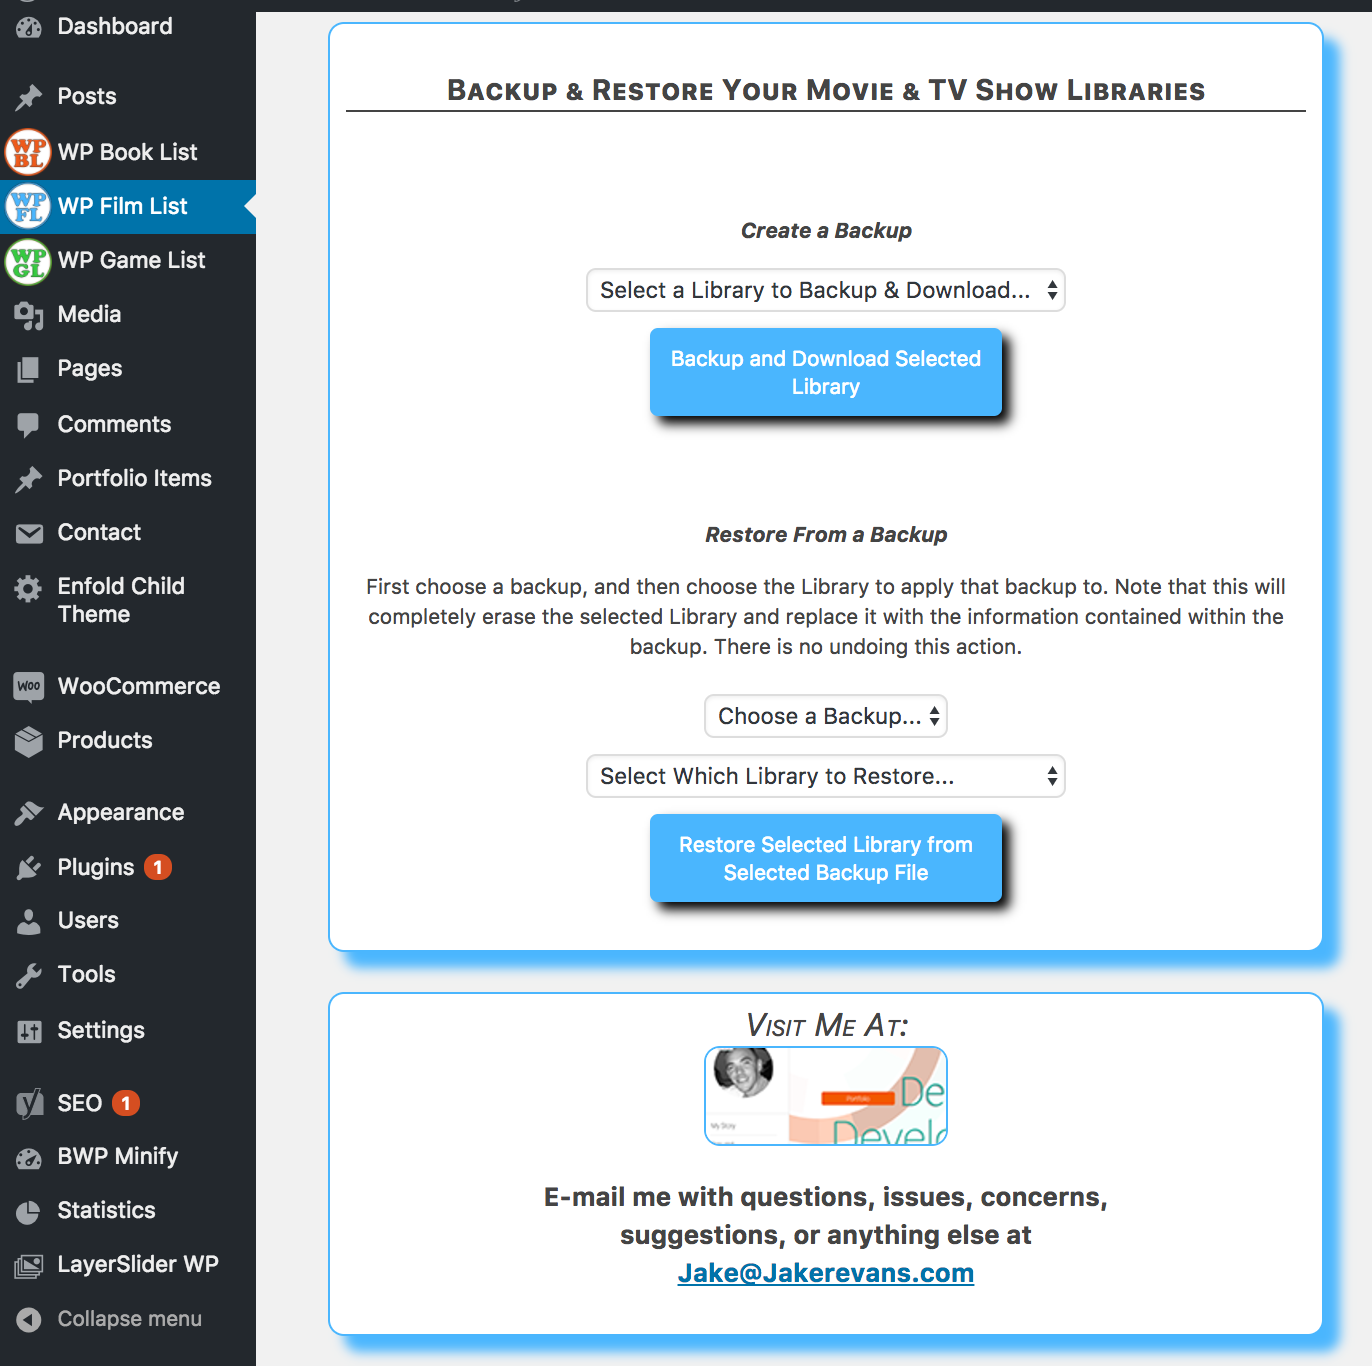 Dashboard
Posts
WP BL
WP Book List
WP FL
WP Film List
WP GL
WP Game List
Media
Pages
Comments
Portfolio Items
Contact
Enfold Child
Theme
Woo
WooCommerce
Products
Appearance
Plugins 1
Users
Tools
Settings
SEO 1
BWP Minify
Statistics
LayerSlider WP
Collapse menu
Backup & Restore Your Movie & TV Show Libraries
Create a Backup
Select a Library to Backup & Download...
Backup and Download Selected
Library
Restore From a Backup
First choose a backup, and then choose the Library to apply that backup to. Note that this will
completely erase the selected Library and replace it with the information contained within the
backup. There is no undoing this action.
Choose a Backup...
Select Which Library to Restore...
Restore Selected Library from
Selected Backup File
Visit Me At:
Portfolio
De
My Story
Develo
E-mail me with questions, issues, concerns,
suggestions, or anything else at
Jake@Jakerevans.com